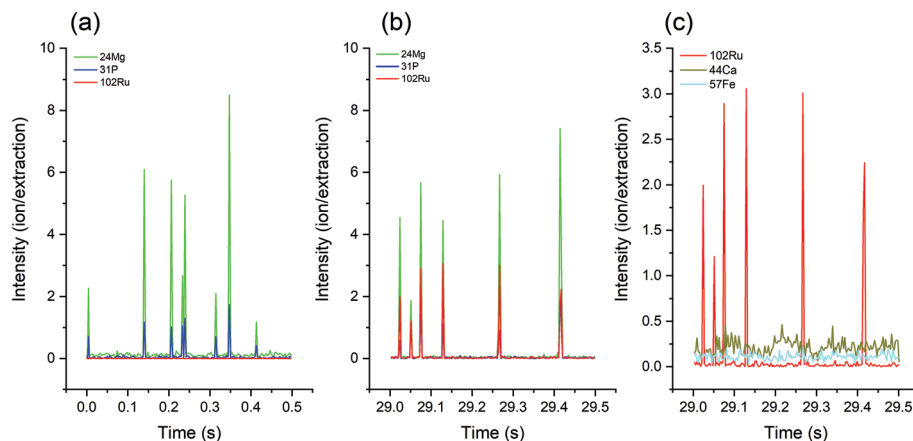 (a)
10
8
6
4
2
0
0.0 0.1 0.2 0.3 0.4 0.5
Time (s)
Intensity (ion/extraction)
24Mg
31P
102Ru
(b)
10
8
6
4
2
0
29.0 29.1 29.2 29.3 29.4 29.5
Time (s)
Intensity (ion/extraction)
24Mg
31P
102Ru
(c)
3.5
3.0
2.5
2.0
1.5
1.0
0.5
0.0
29.0 29.1 29.2 29.3 29.4 29.5
Time (s)
Intensity (ion/extraction)
102Ru
44Ca
57Fe